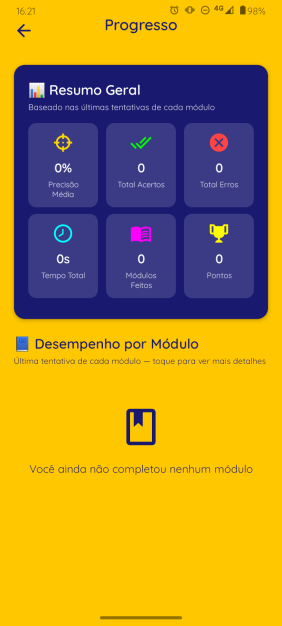 16:21
4G
98%
Progresso
Resumo Geral
Baseado nas últimas tentativas de cada módulo
0%
Precisão
Média
0
Total Acertos
0
Total Erros
0s
Tempo Total
0
Módulos
Feitos
0
Pontos
Desempenho por Módulo
Última tentativa de cada módulo — toque para ver mais detalhes
Você ainda não completou nenhum módulo